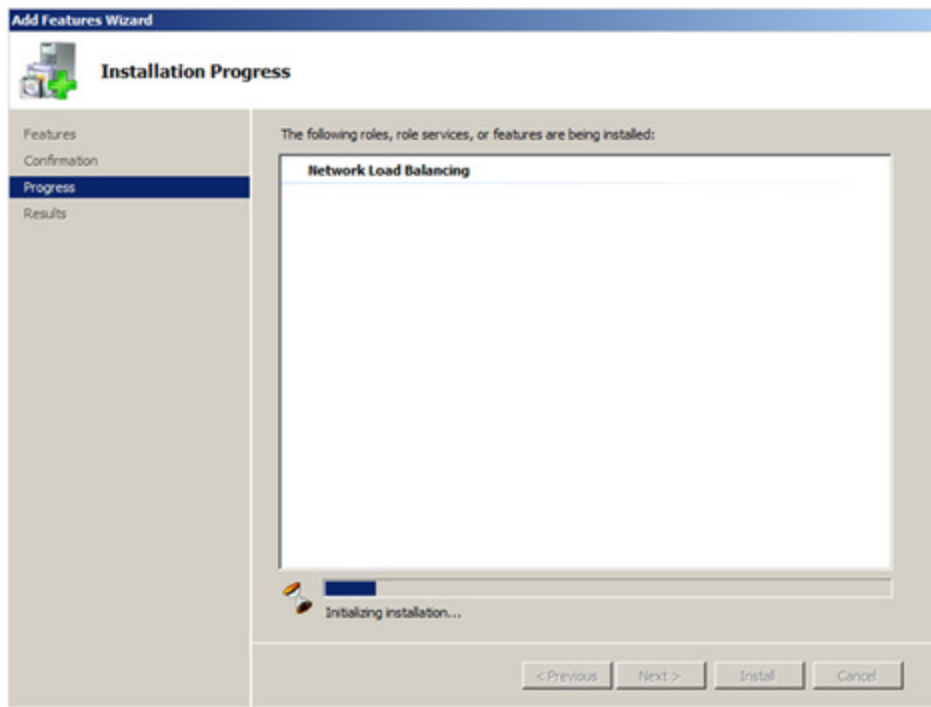 Add Features Wizard
Installation Progress
Features
Confirmation
Progress
Results
The following roles, role services, or features are being installed:
Network Load Balancing
Initializing installation...
< Previous
Next >
Install
Cancel